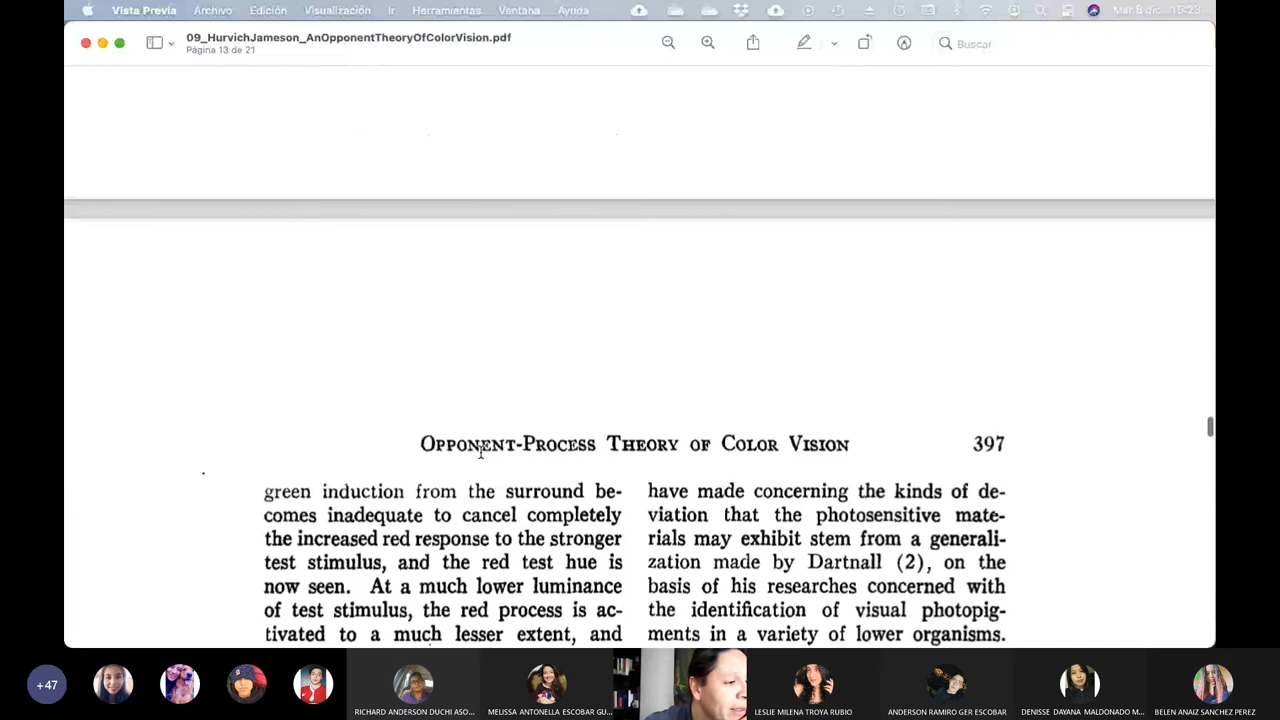 Vista Previa Archivo Edición Visualización Ir Herramientas Ventana Ayuda Mar 8 dic. 15:23
09_HurvichJameson_AnOpponentTheoryOfColorVision.pdf
Página 13 de 21
Buscar
OPPONENT-PROCESS THEORY OF COLOR VISION 397
green induction from the surround be-
comes inadequate to cancel completely
the increased red response to the stronger
test stimulus, and the red test hue is
now seen. At a much lower luminance
of test stimulus, the red process is ac-
tivated to a much lesser extent, and
have made concerning the kinds of de-
viation that the photosensitive mate-
rials may exhibit stem from a generali-
zation made by Dartnall (2), on the
basis of his researches concerned with
the identification of visual photopig-
ments in a variety of lower organisms.
+47
RICHARD ANDERSON DUCHI ASO...
MELISSA ANTONELLA ESCOBAR GU...
LESLIE MILENA TROYA RUBIO
ANDERSON RAMIRO GER ESCOBAR
DENISSE DAYANA MALDONADO M...
BELEN ANAIZ SANCHEZ PEREZ